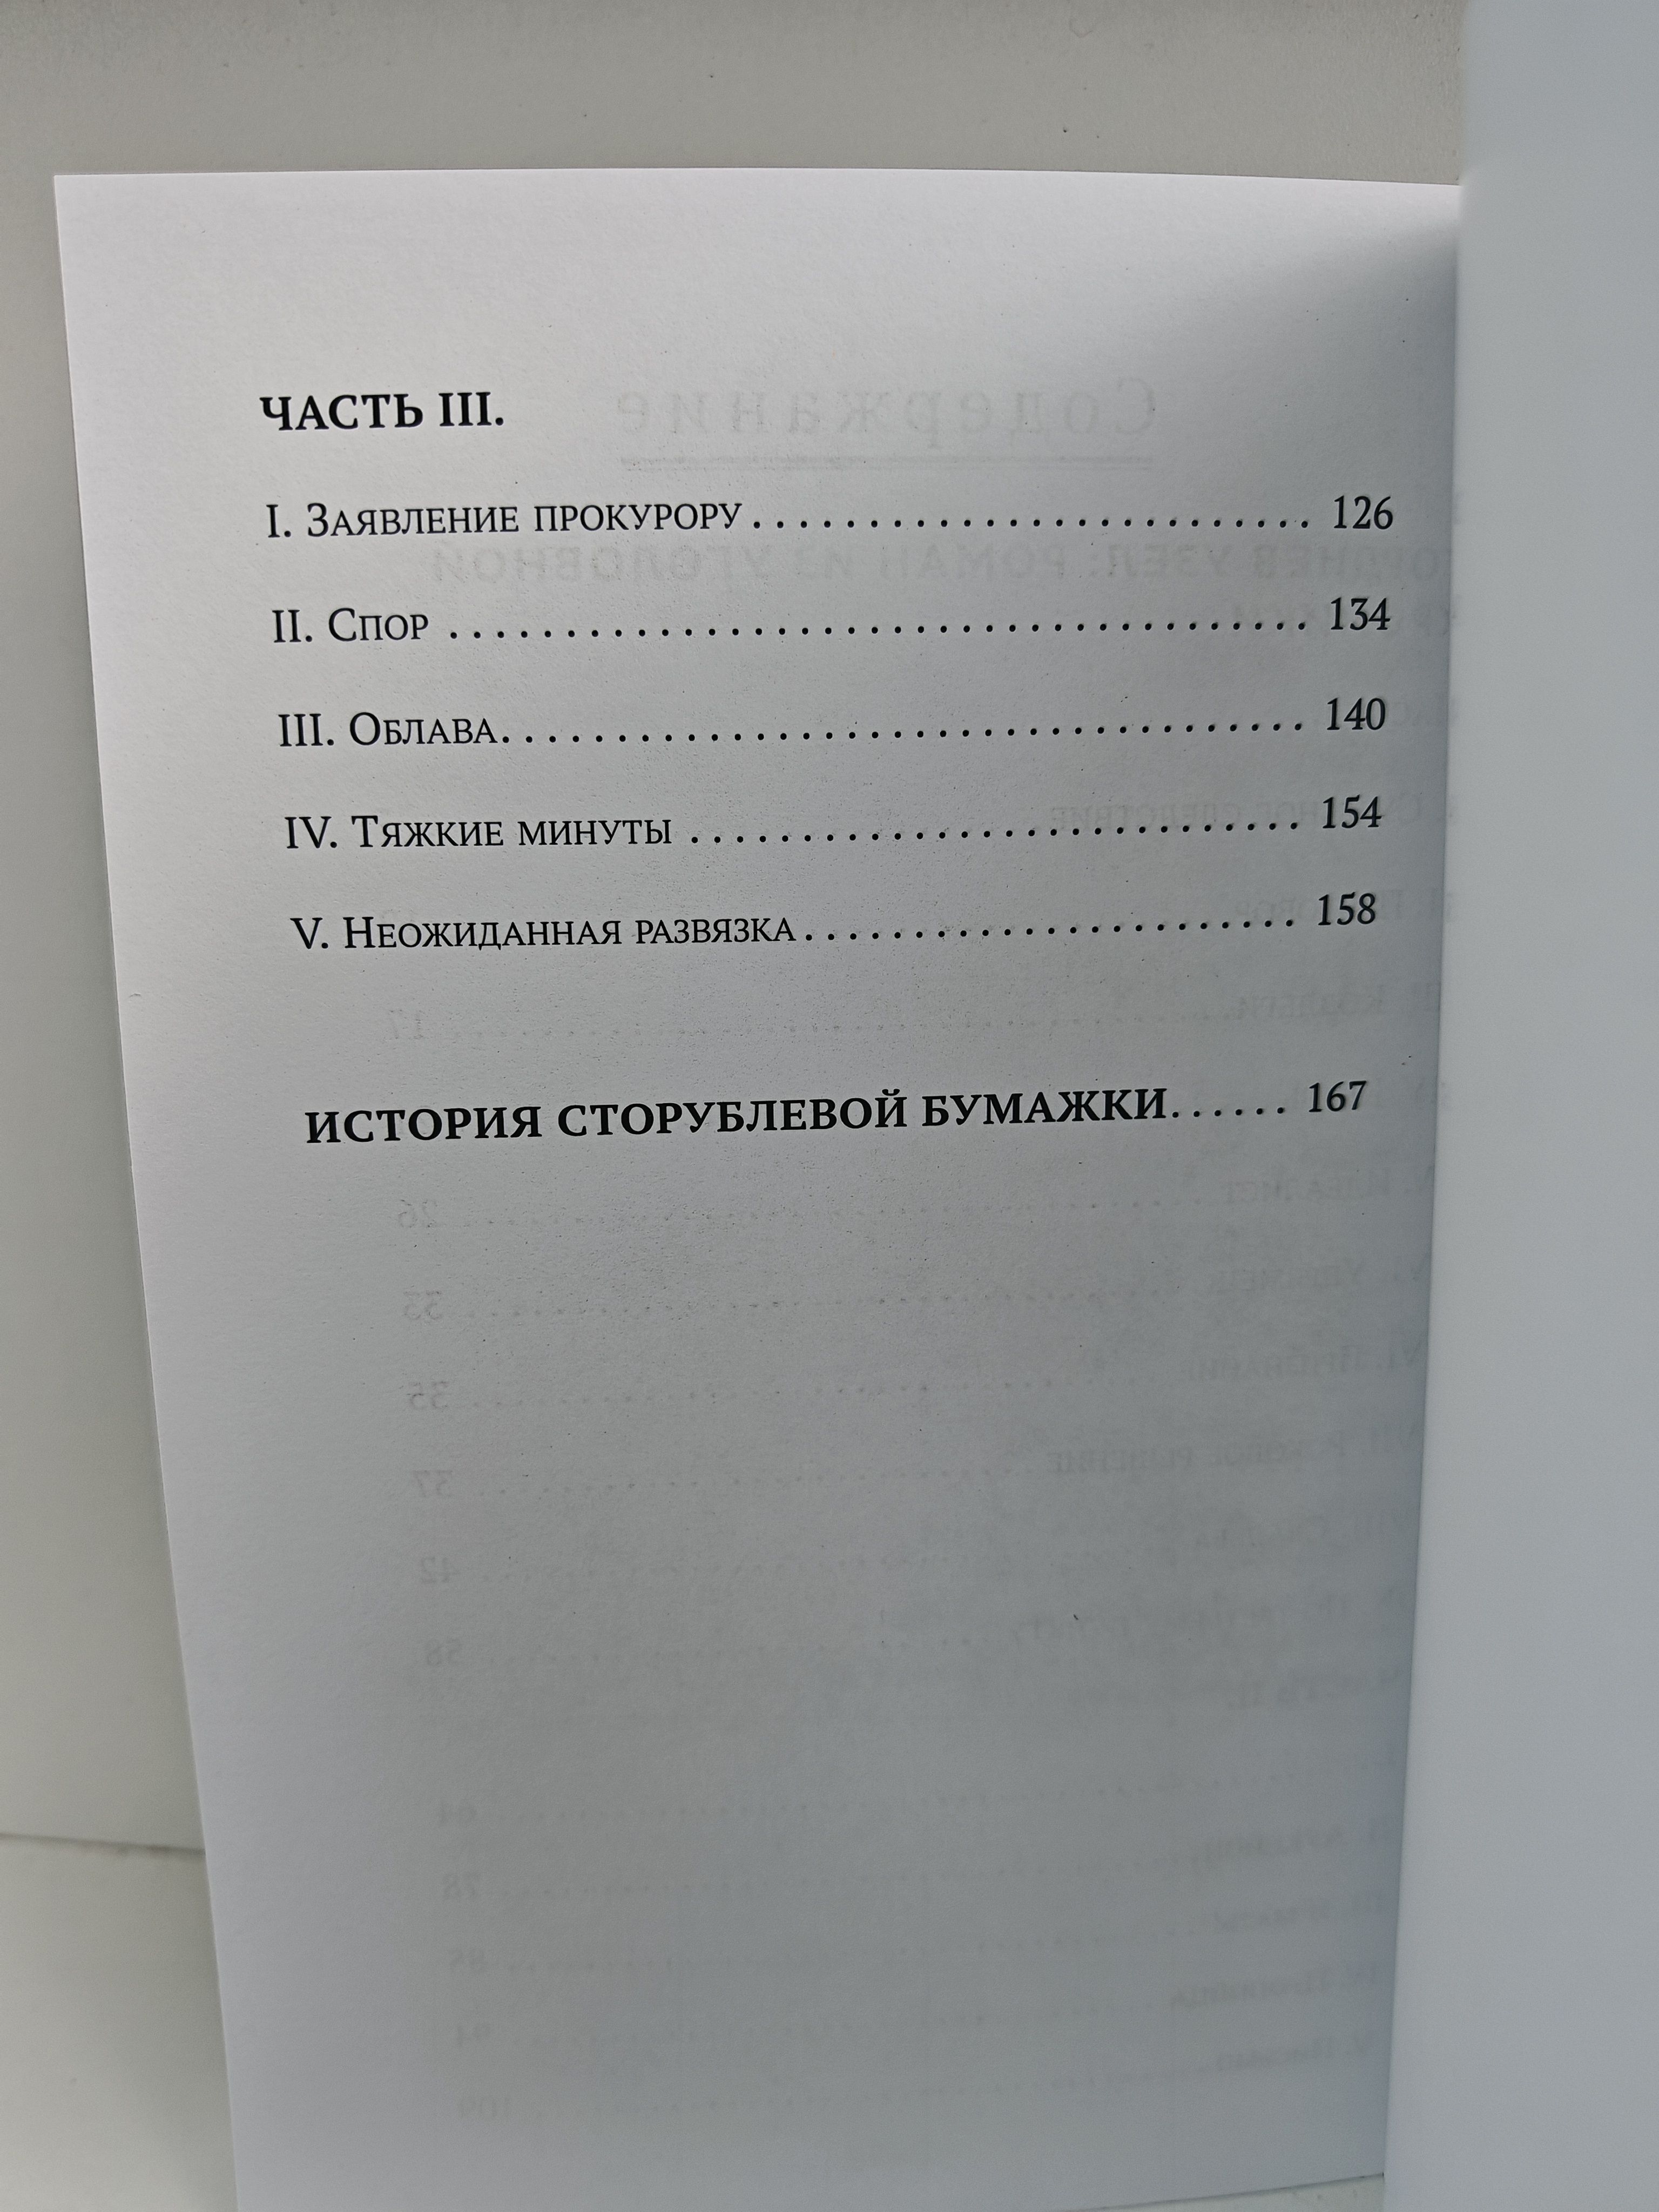 ЧАСТЬ III.
I. Заявление прокурору . . . . . . . . . . . . . . . . . . . . . . . . . 126
II. Спор . . . . . . . . . . . . . . . . . . . . . . . . . . . . . . . . . . . . . 134
III. Облава. . . . . . . . . . . . . . . . . . . . . . . . . . . . . . . . . . . 140
IV. Тяжкие минуты . . . . . . . . . . . . . . . . . . . . . . . . . . . 154
V. Неожиданная развязка . . . . . . . . . . . . . . . . . . . . . . 158
ИСТОРИЯ СТОРУБЛЕВОЙ БУМАЖКИ. . . . . . 167